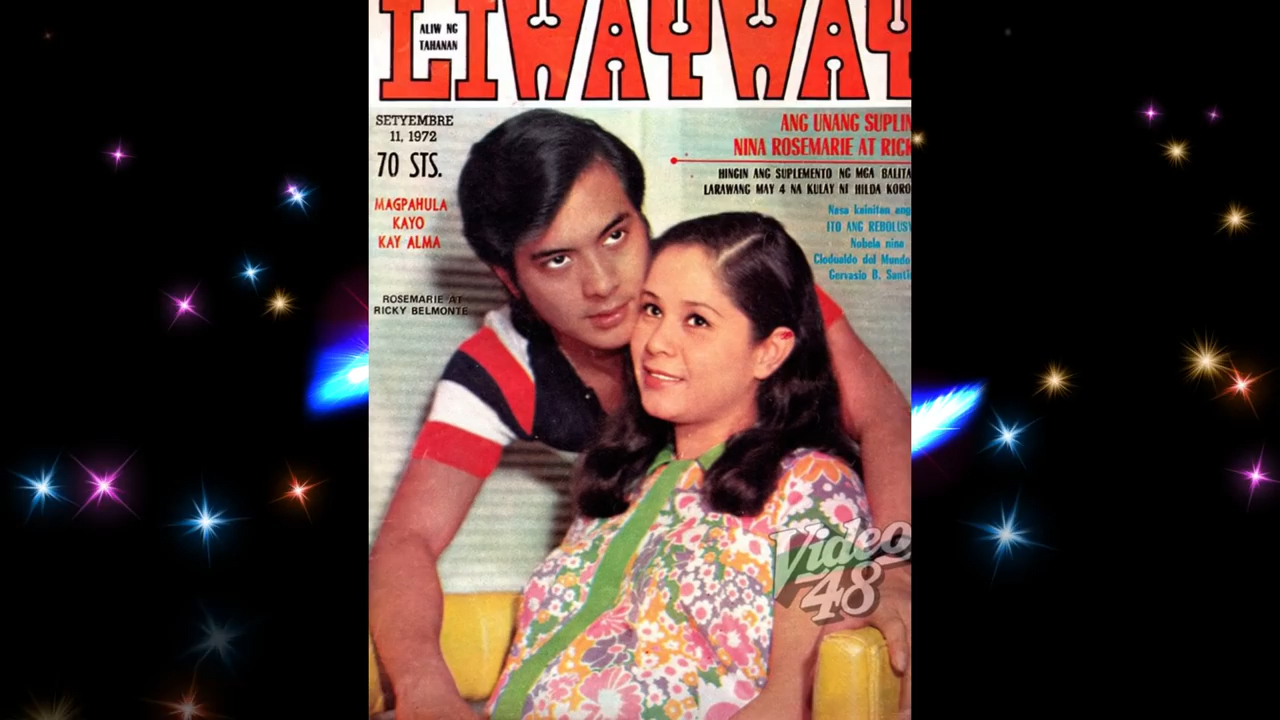 LIWAYWAY
ALIW NG
TAHANAN
SETYEMBRE
11, 1972
70 STS.
MAGPAHULA
KAYO
KAY ALMA
ROSEMARIE AT
RICKY BELMONTE
ANG UNANG SUPLIN
NINA ROSEMARIE AT RICK
HINGIN ANG SUPLEMENTO NG MGA BALITA
LARAWANG MAY 4 NA KULAY NI HILDA KORO
Nasa kainitan ang
ITO ANG REBOLUS
Nobela nina
Clodualdo del Mundo
Gervasio B. Santi
Video
48